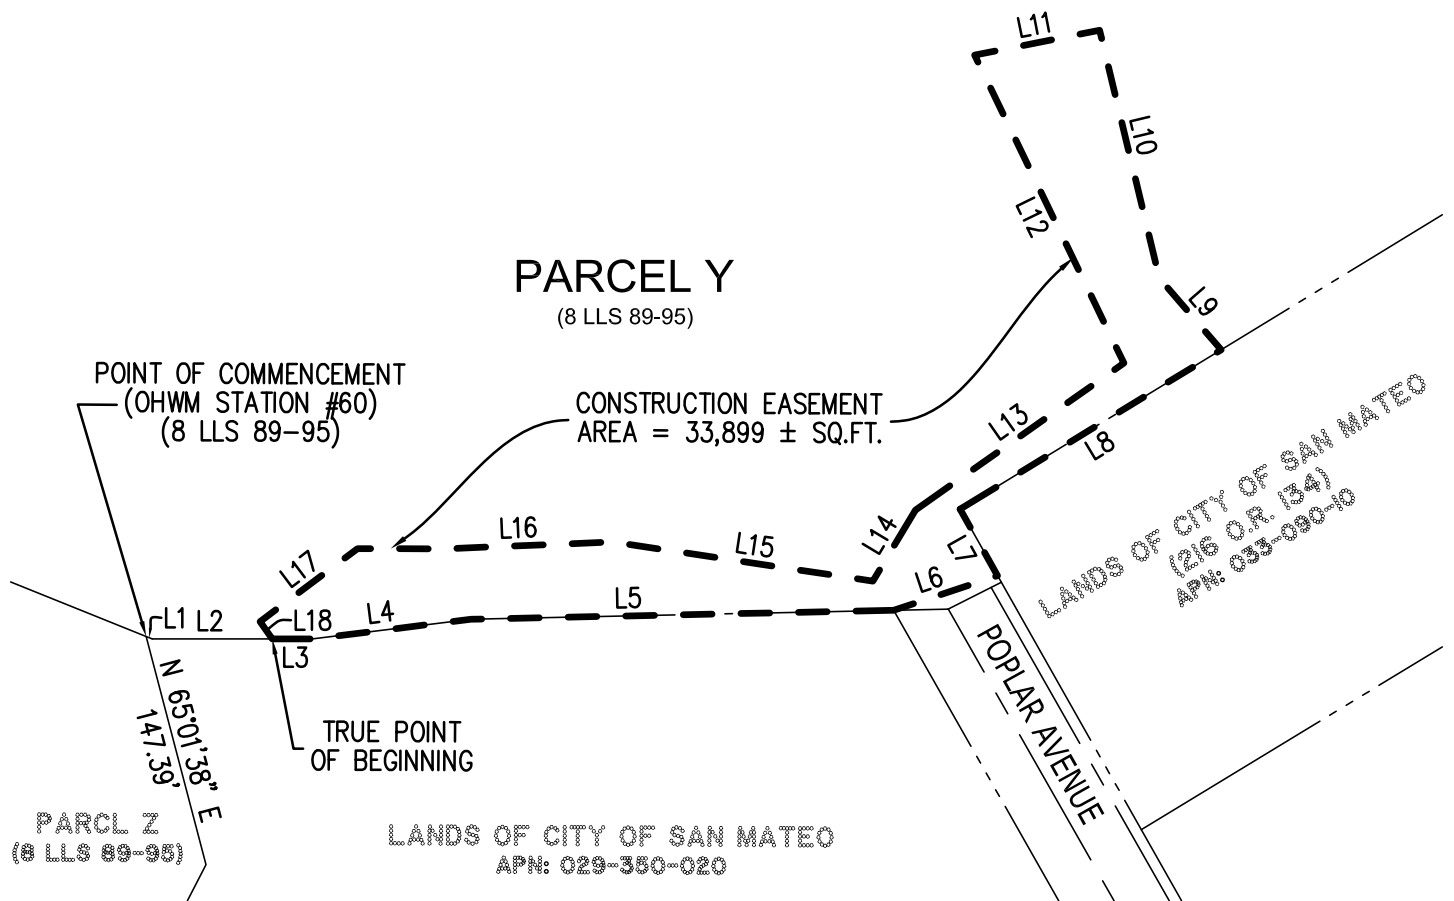 L11
L10
L12
PARCEL Y
(8 LLS 89-95)
L9
POINT OF COMMENCEMENT
(OHWM STATION #60)
(8 LLS 89-95)
CONSTRUCTION EASEMENT
AREA = 33,899 ± SQ.FT.
L13
L8
LANDS OF CITY OF SAN MATEO
(216 O.R. 134)
APN: 033-090-10
L16
L15
L14
L7
L17
L6
L1
L2
L18
L4
L5
L3
N 65°01'38" E
147.39'
TRUE POINT
OF BEGINNING
POPLAR AVENUE
PARCL Z
(8 LLS 89-95)
LANDS OF CITY OF SAN MATEO
APN: 029-350-020